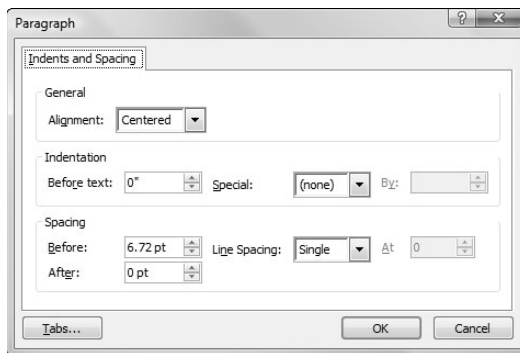 Paragraph ? X
Indents and Spacing
General
Alignment: Centered
Indentation
Before text: 0" Special: (none) By:
Spacing
Before: 6.72 pt Line Spacing: Single At 0
After: 0 pt
Tabs... OK Cancel